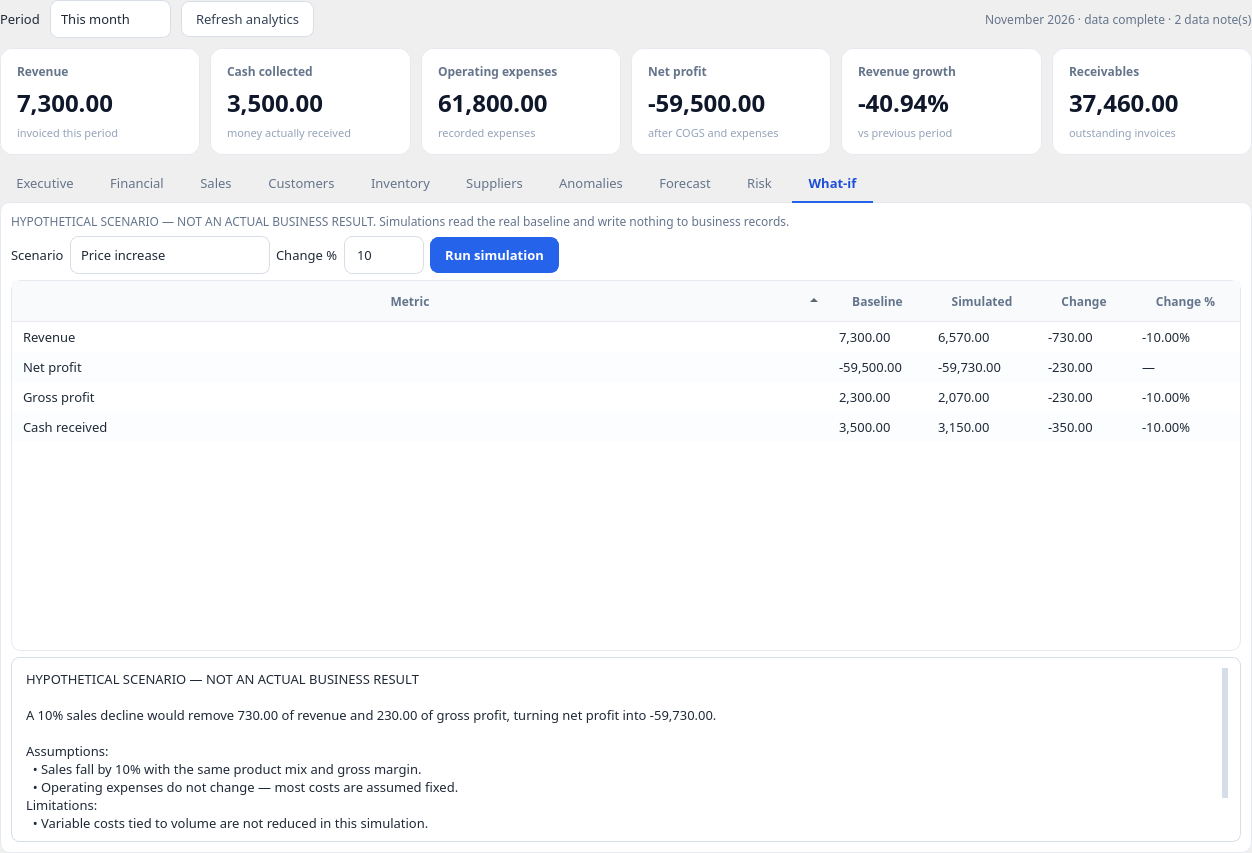 Period This month Refresh analytics November 2026 · data complete · 2 data note(s)
Revenue Cash collected Operating expenses Net profit Revenue growth Receivables
7,300.00 3,500.00 61,800.00 -59,500.00 -40.94% 37,460.00
invoiced this period money actually received recorded expenses after COGS and expenses vs previous period outstanding invoices
Executive Financial Sales Customers Inventory Suppliers Anomalies Forecast Risk What-if
HYPOTHETICAL SCENARIO — NOT AN ACTUAL BUSINESS RESULT. Simulations read the real baseline and write nothing to business records.
Scenario Price increase Change % 10 Run simulation
Metric Baseline Simulated Change Change %
Revenue 7,300.00 6,570.00 -730.00 -10.00%
Net profit -59,500.00 -59,730.00 -230.00 —
Gross profit 2,300.00 2,070.00 -230.00 -10.00%
Cash received 3,500.00 3,150.00 -350.00 -10.00%
HYPOTHETICAL SCENARIO — NOT AN ACTUAL BUSINESS RESULT
A 10% sales decline would remove 730.00 of revenue and 230.00 of gross profit, turning net profit into -59,730.00.
Assumptions:
• Sales fall by 10% with the same product mix and gross margin.
• Operating expenses do not change — most costs are assumed fixed.
Limitations:
• Variable costs tied to volume are not reduced in this simulation.